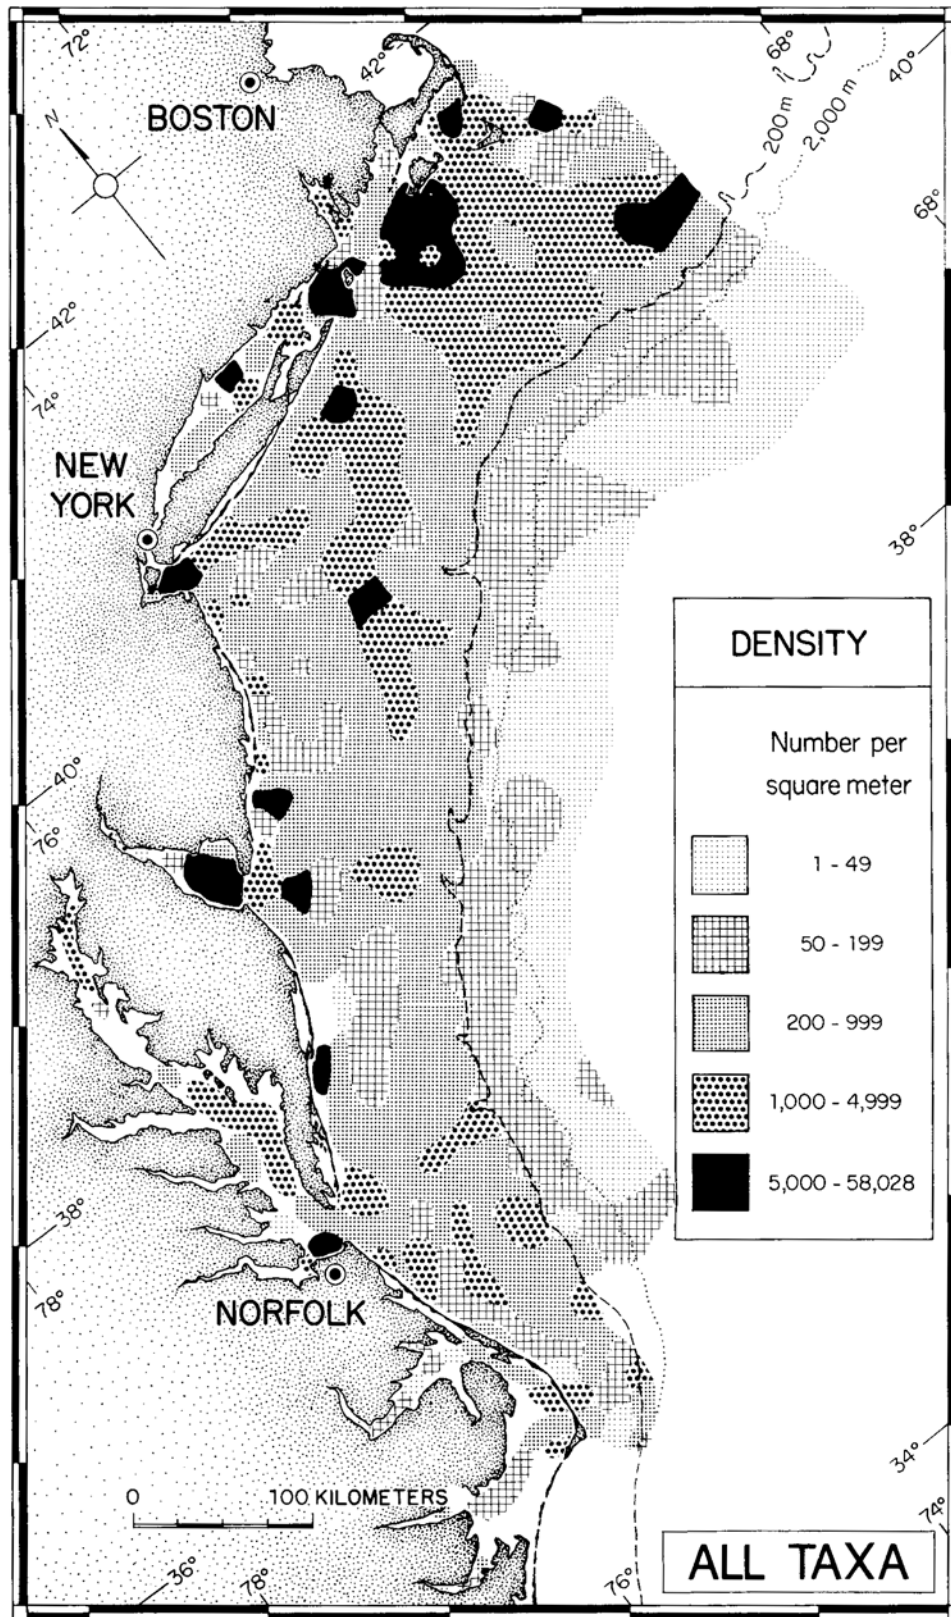 72°
42°
68°
40°
BOSTON
N
200 m
2,000 m
68°
42°
74°
NEW
YORK
38°
DENSITY
Number per
square meter
1 - 49
50 - 199
200 - 999
1,000 - 4,999
5,000 - 58,028
40°
76°
38°
78°
NORFOLK
34°
74°
0 100 KILOMETERS
ALL TAXA
36°
78°
76°